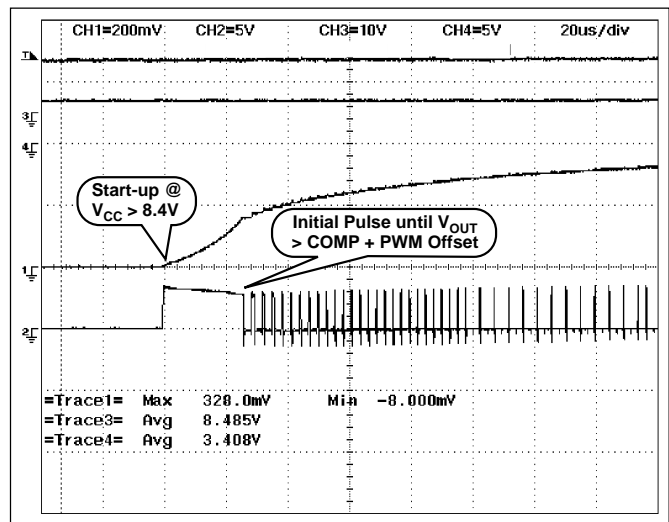 CH1=200mV CH2=5V CH3=10V CH4=5V 20us/div
T
3
4
Start-up @
VCC > 8.4V
Initial Pulse until VOUT
> COMP + PWM Offset
1
2
=Trace1= Max 328.0mV Min -8.000mV
=Trace3= Avg 8.485V
=Trace4= Avg 3.408V